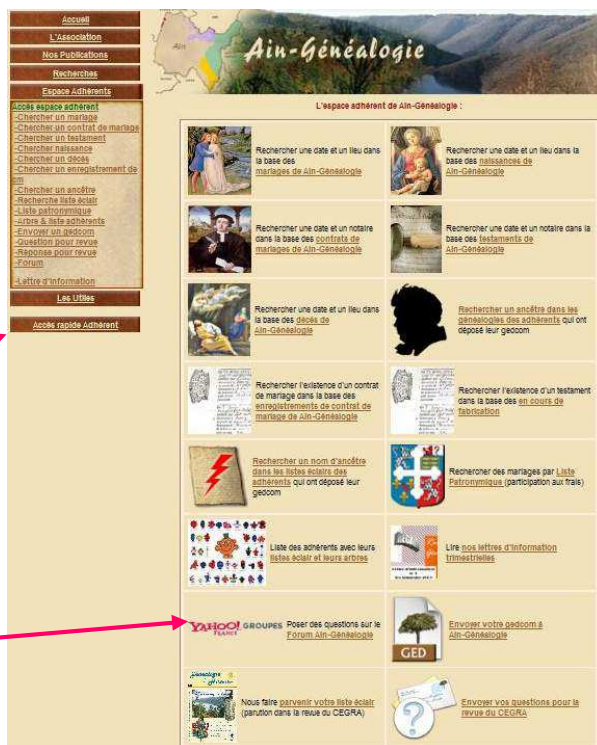 Accueil
L'Association
Nos Publications
Recherches
Espace Adhérents
Accès espace adhérent
-Chercher un mariage
-Chercher un contrat de mariage
-Chercher un testament
-Chercher naissance
-Chercher un décès
-Chercher un enregistrement de
cm
-Chercher un ancêtre
-Recherche liste éclair
-Liste patronymique
-Arbre & liste adhérents
-Envoyer un gedcom
-Question pour revue
-Réponse pour revue
-Forum
-Lettre d'information
Les Utiles
Accès rapide Adhérent
Ain
Ain-Généalogie
L'espace adhérent de Ain-Généalogie :
Rechercher une date et un lieu dans
la base des
mariages de Ain-Généalogie
Rechercher une date et un lieu dans la
base des naissances de
Ain-Généalogie
Rechercher une date et un notaire
dans la base des contrats de
mariages de Ain-Généalogie
Rechercher une date et un notaire dans la
base des testaments de
Ain-Généalogie
Rechercher une date et un lieu dans
la base des décès de
Ain-Généalogie
Rechercher un ancêtre dans les
généalogies des adhérents qui ont
déposé leur gedcom
Rechercher l'existence d'un contrat
de mariage dans la base des
enregistrements de contrat de
mariage de Ain-Généalogie
Rechercher l'existence d'un testament
dans la base des en cours de
fabrication
Rechercher un nom d'ancêtre
dans les listes éclairs des
adhérents qui ont déposé leur
gedcom
Rechercher des mariages par Liste
Patronymique (participation aux frais)
Liste des adhérents avec leurs
listes éclair et leurs arbres
Lire nos lettres d'information
trimestrielles
YAHOO! GROUPES
FRANCE
Poser des questions sur le
Forum Ain-Généalogie
GED
Envoyer votre gedcom à
Ain-Généalogie
Nous faire parvenir votre liste éclair
(parution dans la revue du CEGRA)
Envoyer vos questions pour la
revue du CEGRA